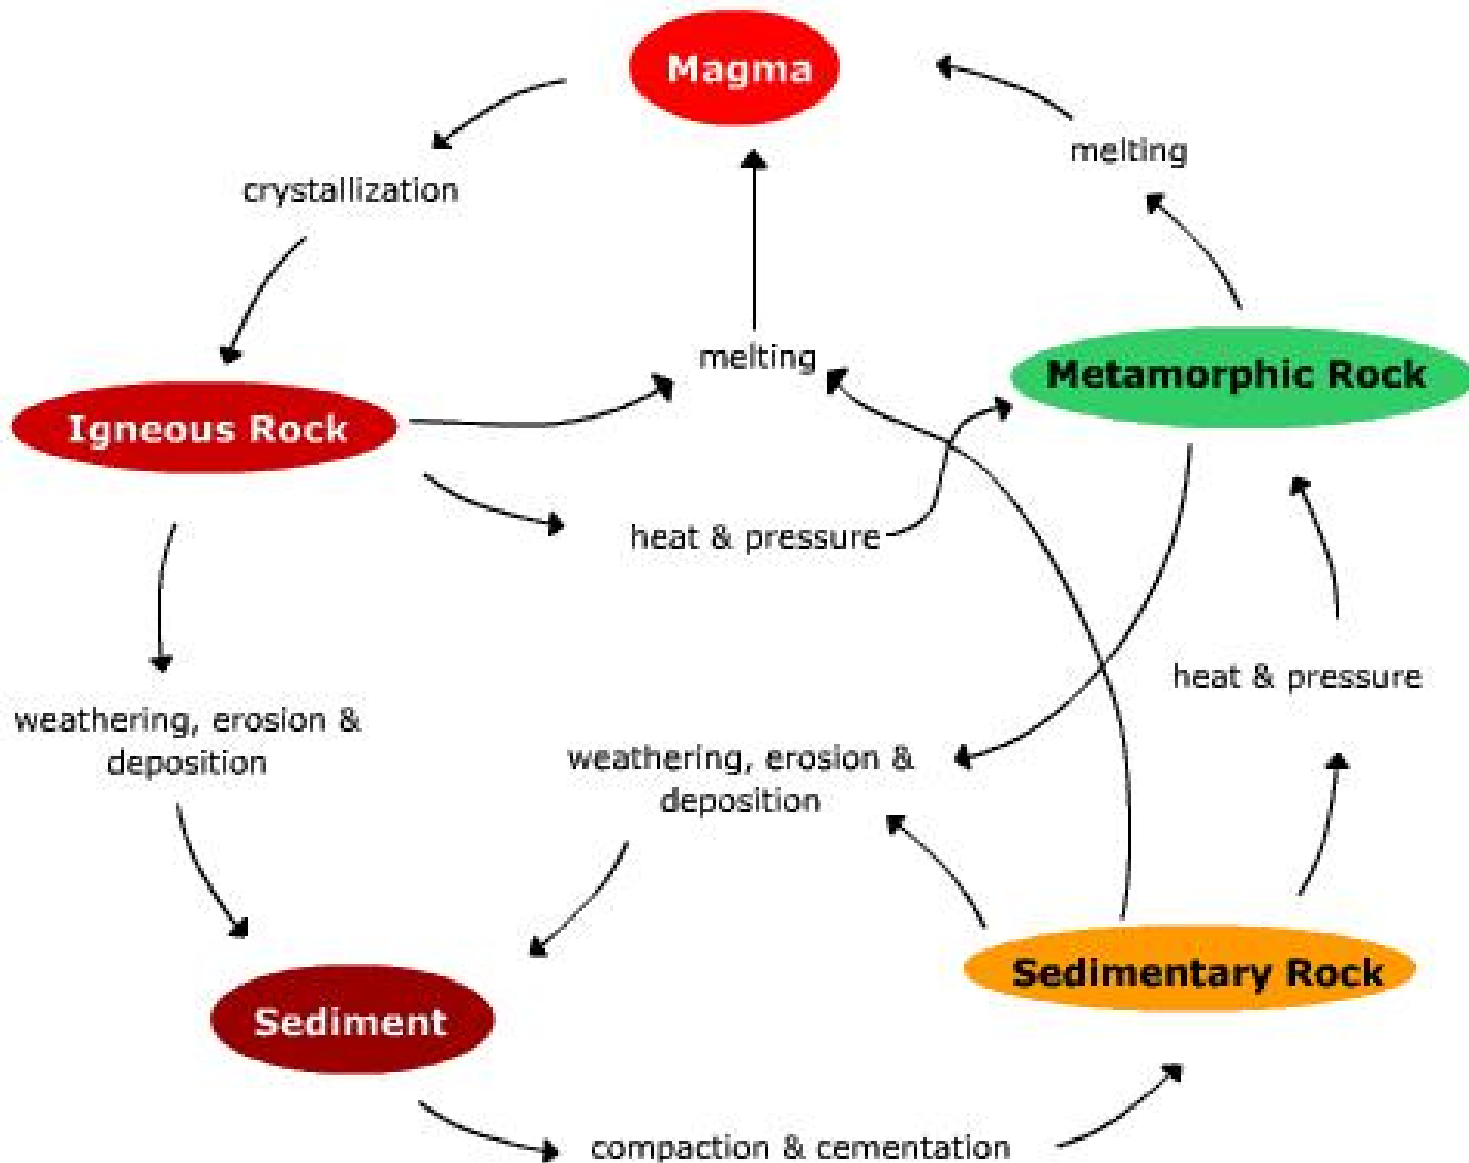 Magma
melting
crystallization
melting
Metamorphic Rock
Igneous Rock
heat & pressure
heat & pressure
weathering, erosion &
deposition
weathering, erosion &
deposition
Sedimentary Rock
Sediment
compaction & cementation